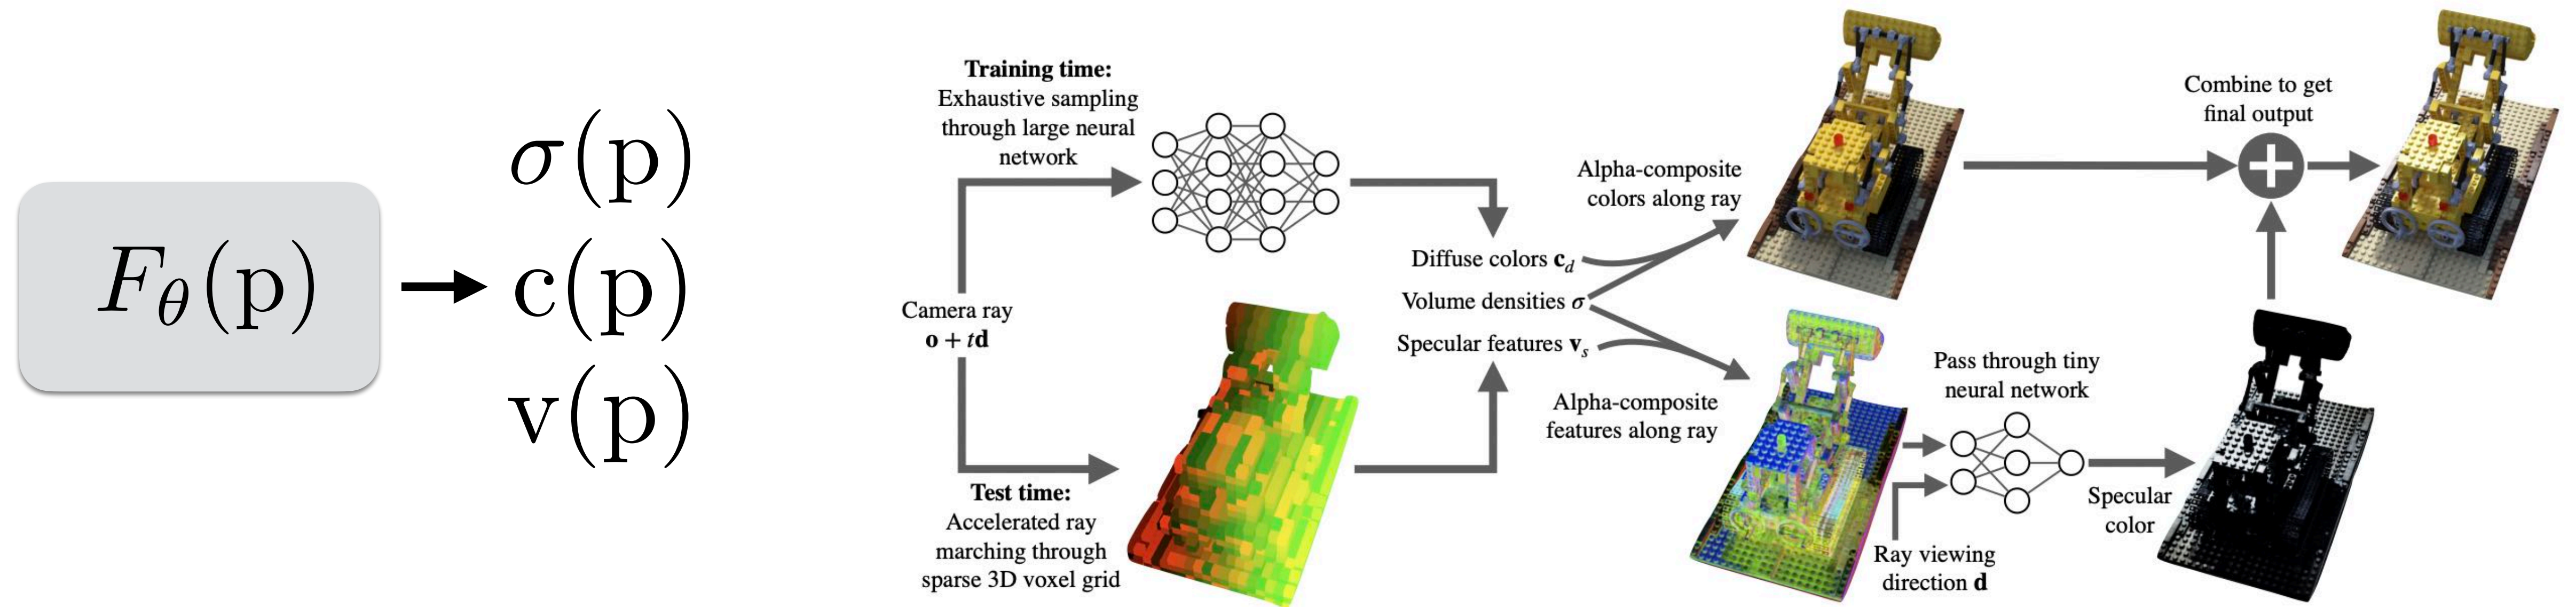 F_θ(p)
σ(p)
c(p)
v(p)
Training time:
Exhaustive sampling
through large neural
network
Camera ray
o + td
Test time:
Accelerated ray
marching through
sparse 3D voxel grid
Diffuse colors c_d
Volume densities σ
Specular features v_s
Alpha-composite
colors along ray
Alpha-composite
features along ray
Pass through tiny
neural network
Ray viewing
direction d
Specular
color
Combine to get
final output